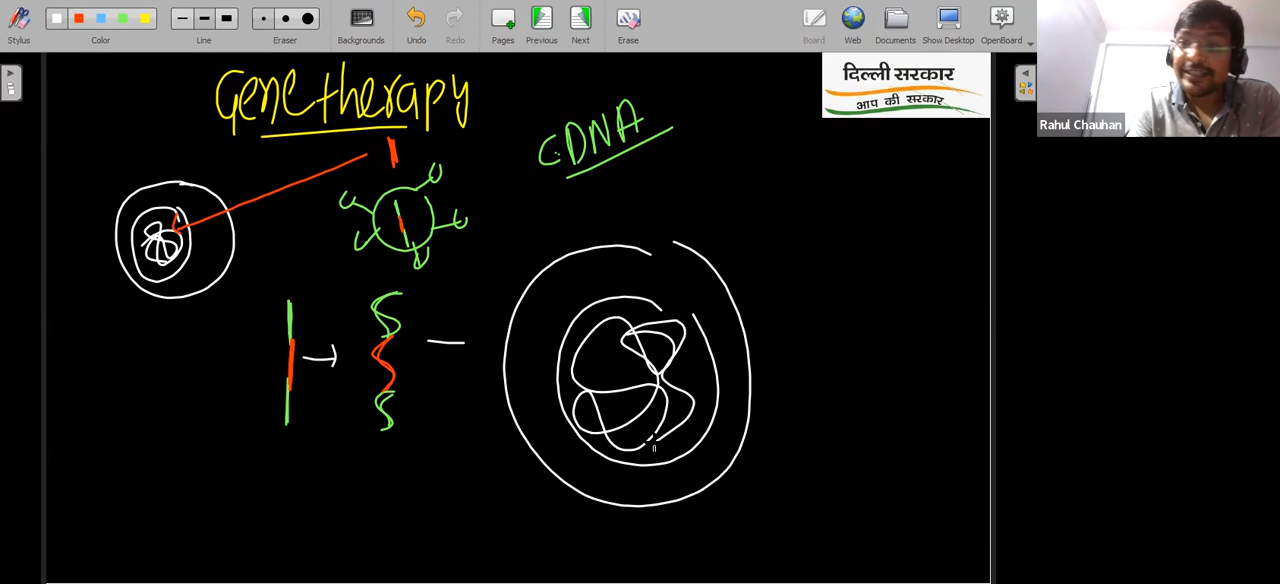 Stylus
Color
Line
Eraser
Backgrounds
Undo
Redo
Pages
Previous
Next
Erase
Board
Web
Documents
Show Desktop
OpenBoard
Gene therapy
cDNA
दिल्ली सरकार
आप की सरकार
Rahul Chauhan